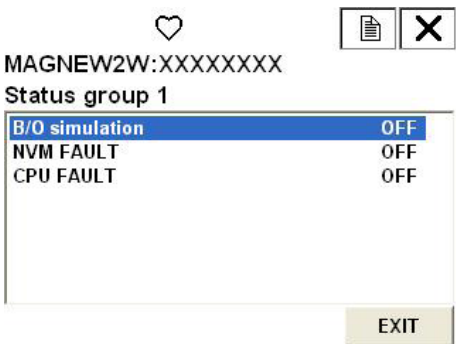 MAGNEW2W:XXXXXXXX
Status group 1
B/O simulation OFF
NVM FAULT OFF
CPU FAULT OFF
EXIT